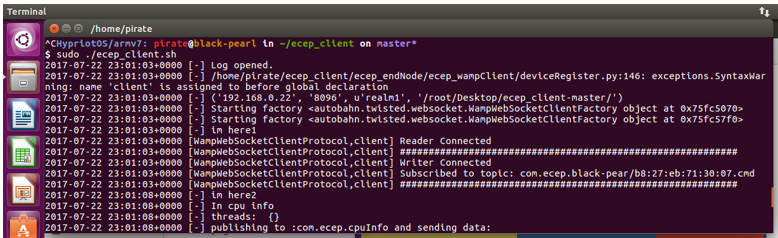 Terminal
/home/pirate
^CHypriotOS/armv7: pirate@black-pearl in ~/ecep_client on master*
$ sudo ./ecep_client.sh
2017-07-22 23:01:03+0000 [-] Log opened.
2017-07-22 23:01:03+0000 [-] /home/pirate/ecep_client/ecep_endNode/ecep_wampClient/deviceRegister.py:146: exceptions.SyntaxWar
ning: name 'client' is assigned to before global declaration
2017-07-22 23:01:03+0000 [-] ('192.168.0.22', '8096', u'realm1', '/root/Desktop/ecep_client-master/')
2017-07-22 23:01:03+0000 [-] Starting factory <autobahn.twisted.websocket.WampWebSocketClientFactory object at 0x75fc5070>
2017-07-22 23:01:03+0000 [-] Starting factory <autobahn.twisted.websocket.WampWebSocketClientFactory object at 0x75fc57f0>
2017-07-22 23:01:03+0000 [-] im here1
2017-07-22 23:01:03+0000 [WampWebSocketClientProtocol,client] Reader Connected
2017-07-22 23:01:03+0000 [WampWebSocketClientProtocol,client] ############################################################
2017-07-22 23:01:03+0000 [WampWebSocketClientProtocol,client] Writer Connected
2017-07-22 23:01:03+0000 [WampWebSocketClientProtocol,client] Subscribed to topic: com.ecep.black-pear/b8:27:eb:71:30:07.cmd
2017-07-22 23:01:03+0000 [WampWebSocketClientProtocol,client] ############################################################
2017-07-22 23:01:08+0000 [-] im here2
2017-07-22 23:01:08+0000 [-] In cpu info
2017-07-22 23:01:08+0000 [-] threads:  {}
2017-07-22 23:01:08+0000 [-] publishing to :com.ecep.cpuInfo and sending data: